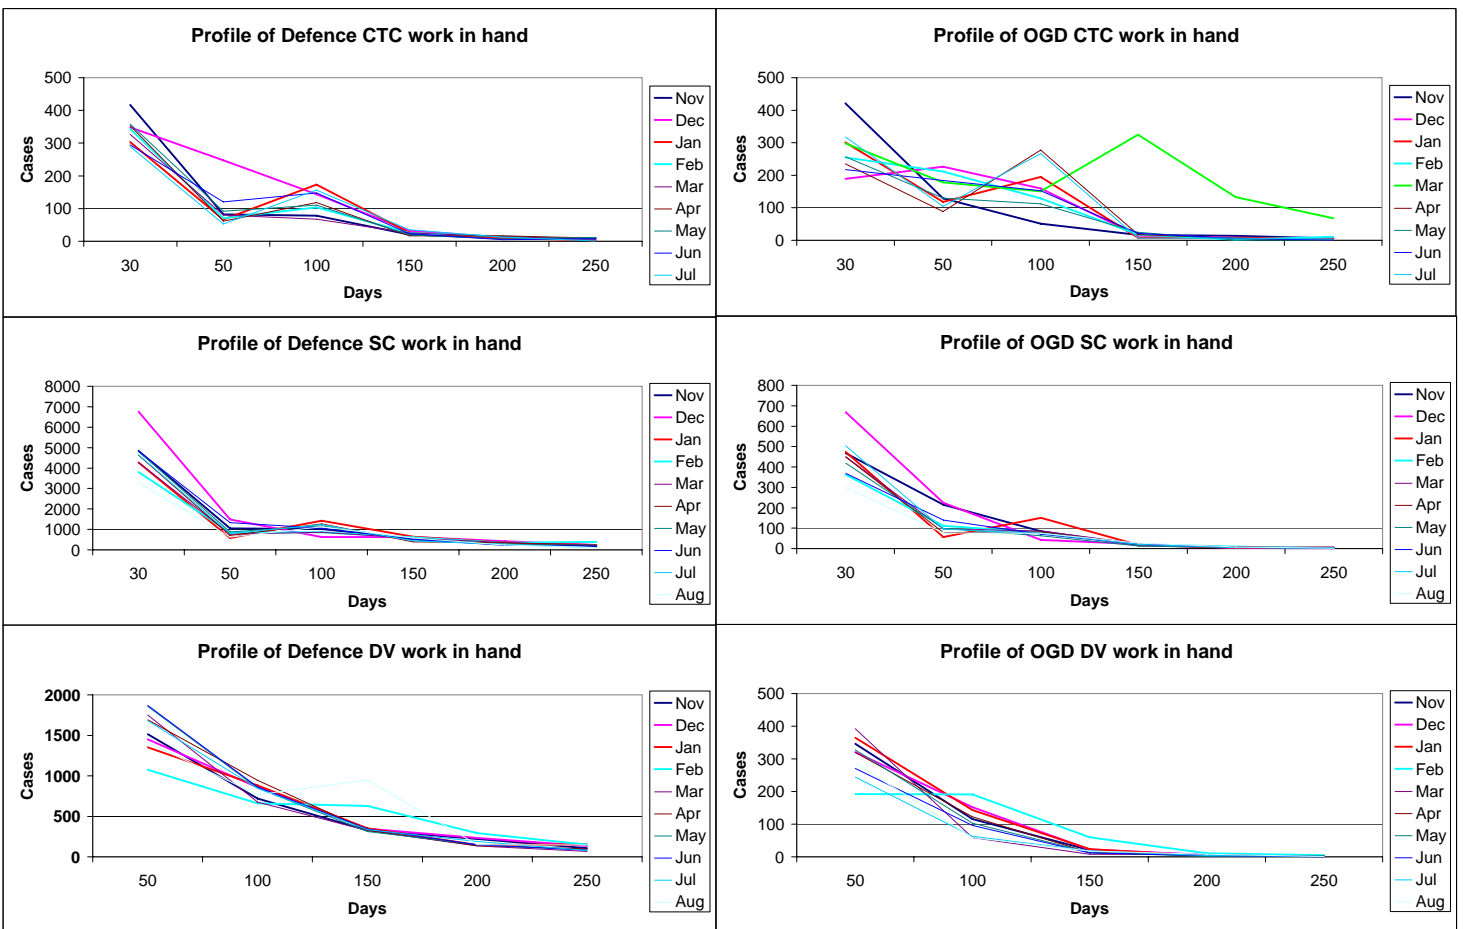 Profile of Defence CTC work in hand
500
400
300
200
100
0
Cases
30 50 100 150 200 250
Days
Nov
Dec
Jan
Feb
Mar
Apr
May
Jun
Jul
Profile of OGD CTC work in hand
500
400
300
200
100
0
Cases
30 50 100 150 200 250
Days
Nov
Dec
Jan
Feb
Mar
Apr
May
Jun
Jul
Profile of Defence SC work in hand
8000
7000
6000
5000
4000
3000
2000
1000
0
Cases
30 50 100 150 200 250
Days
Nov
Dec
Jan
Feb
Mar
Apr
May
Jun
Jul
Aug
Profile of OGD SC work in hand
800
700
600
500
400
300
200
100
0
Cases
30 50 100 150 200 250
Days
Nov
Dec
Jan
Feb
Mar
Apr
May
Jun
Jul
Aug
Profile of Defence DV work in hand
2000
1500
1000
500
0
Cases
50 100 150 200 250
Days
Nov
Dec
Jan
Feb
Mar
Apr
May
Jun
Jul
Aug
Profile of OGD DV work in hand
500
400
300
200
100
0
Cases
50 100 150 200 250
Days
Nov
Dec
Jan
Feb
Mar
Apr
May
Jun
Jul
Aug